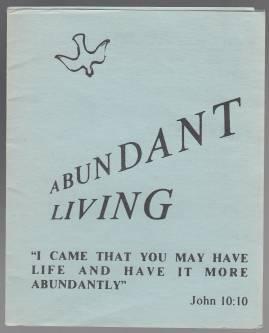 ABUNDANT
LIVING
"I CAME THAT YOU MAY HAVE
LIFE AND HAVE IT MORE
ABUNDANTLY"
John 10:10